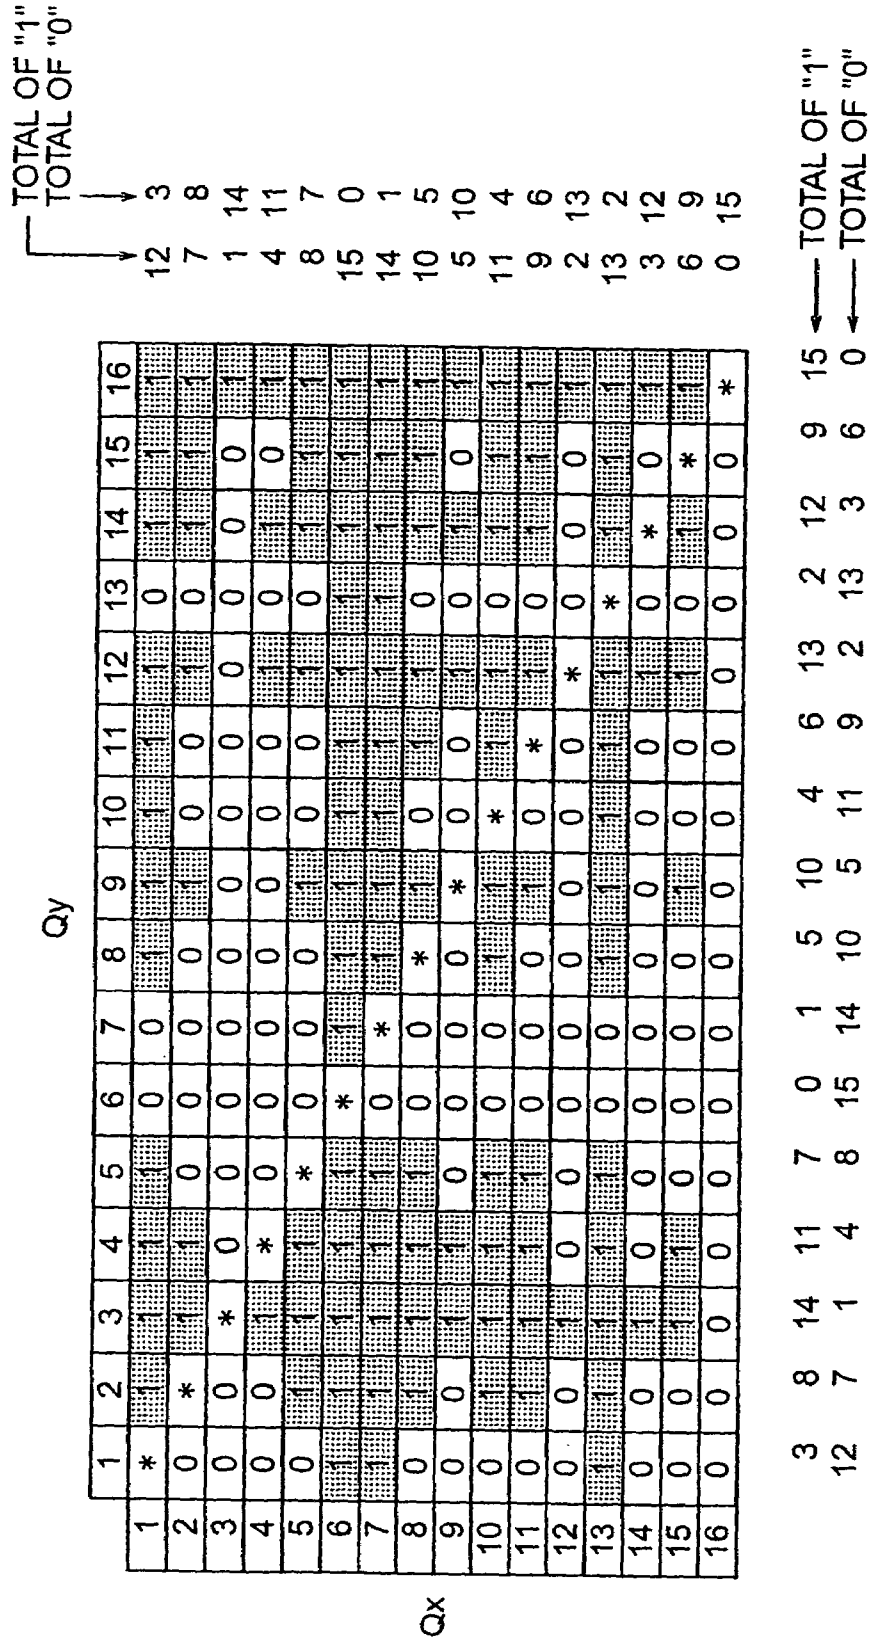 TOTAL OF "1"
TOTAL OF "0"
Qy
1 2 3 4 5 6 7 8 9 10 11 12 13 14 15 16
Qx
1 * 1 1 1 1 0 0 1 1 1 1 1 0 1 1 1 12 3
2 0 * 1 1 0 0 0 0 1 0 0 1 0 1 1 1 7 8
3 0 0 * 0 0 0 0 0 0 0 0 0 0 0 0 1 1 14
4 0 0 1 * 0 0 0 0 0 0 0 1 0 1 0 1 4 11
5 0 1 1 1 * 0 0 0 1 0 0 1 0 1 1 1 8 7
6 1 1 1 1 1 * 1 1 1 1 1 1 1 1 1 1 15 0
7 1 1 1 1 1 0 * 1 1 1 1 1 1 1 1 1 14 1
8 0 1 1 1 1 0 0 * 1 0 1 1 0 1 1 1 10 5
9 0 0 1 1 0 0 0 0 * 0 0 1 0 1 0 1 5 10
10 0 1 1 1 1 0 0 1 1 * 1 1 0 1 1 1 11 4
11 0 1 1 1 1 0 0 0 1 0 * 1 0 1 1 1 9 6
12 0 0 1 0 0 0 0 0 0 0 0 * 0 0 0 1 2 13
13 1 1 1 1 1 0 0 1 1 1 1 1 * 1 1 1 13 2
14 0 0 1 0 0 0 0 0 0 0 0 1 0 * 0 1 3 12
15 0 0 1 1 0 0 0 0 1 0 0 1 0 1 * 1 6 9
16 0 0 0 0 0 0 0 0 0 0 0 0 0 0 0 * 0 15
3 8 14 11 7 0 1 5 10 4 6 13 2 12 9 15 TOTAL OF "1"
12 7 1 4 8 15 14 10 5 11 9 2 13 3 6 0 TOTAL OF "0"